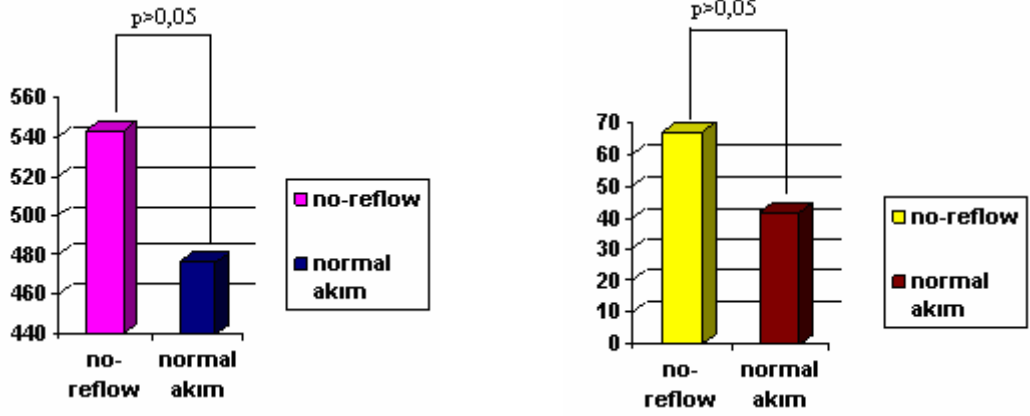 p>0,05
560
540
520
500
480
460
440
no-
reflow
normal
akım
no-reflow
normal
akım
p>0,05
70
60
50
40
30
20
10
0
no-
reflow
normal
akım
no-reflow
normal
akım